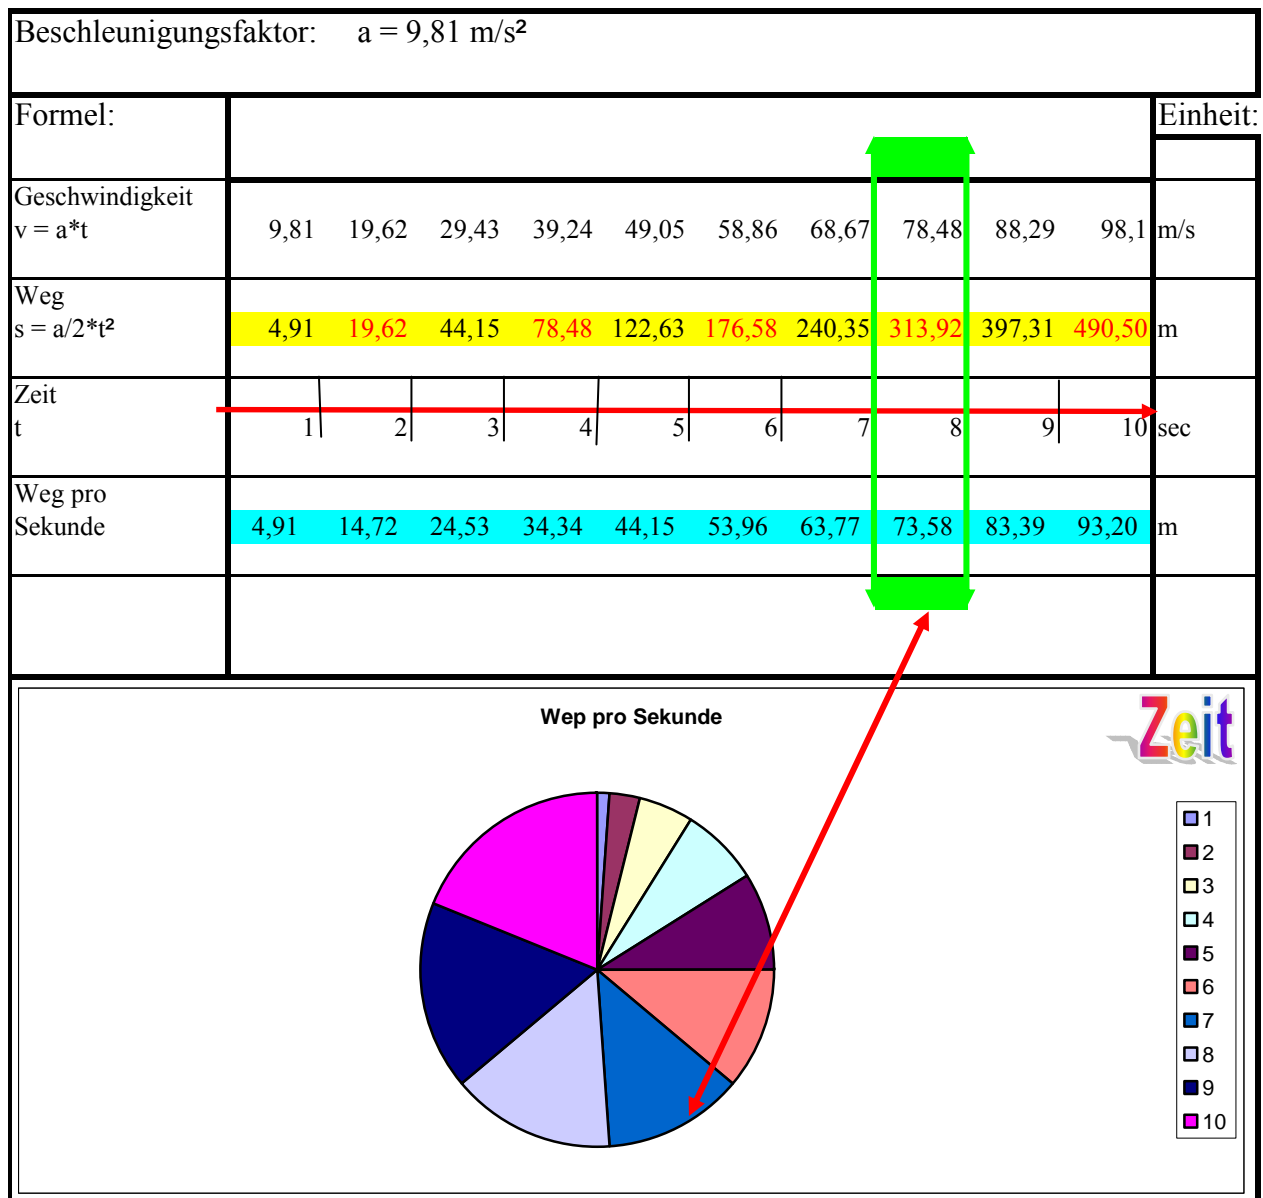 Beschleunigungsfaktor: a = 9,81 m/s²
Formel: Einheit:
Geschwindigkeit
v = a*t 9,81 19,62 29,43 39,24 49,05 58,86 68,67 78,48 88,29 98,1 m/s
Weg
s = a/2*t² 4,91 19,62 44,15 78,48 122,63 176,58 240,35 313,92 397,31 490,50 m
Zeit
t 1 2 3 4 5 6 7 8 9 10 sec
Weg pro
Sekunde 4,91 14,72 24,53 34,34 44,15 53,96 63,77 73,58 83,39 93,20 m
Wep pro Sekunde
Zeit
1
2
3
4
5
6
7
8
9
10